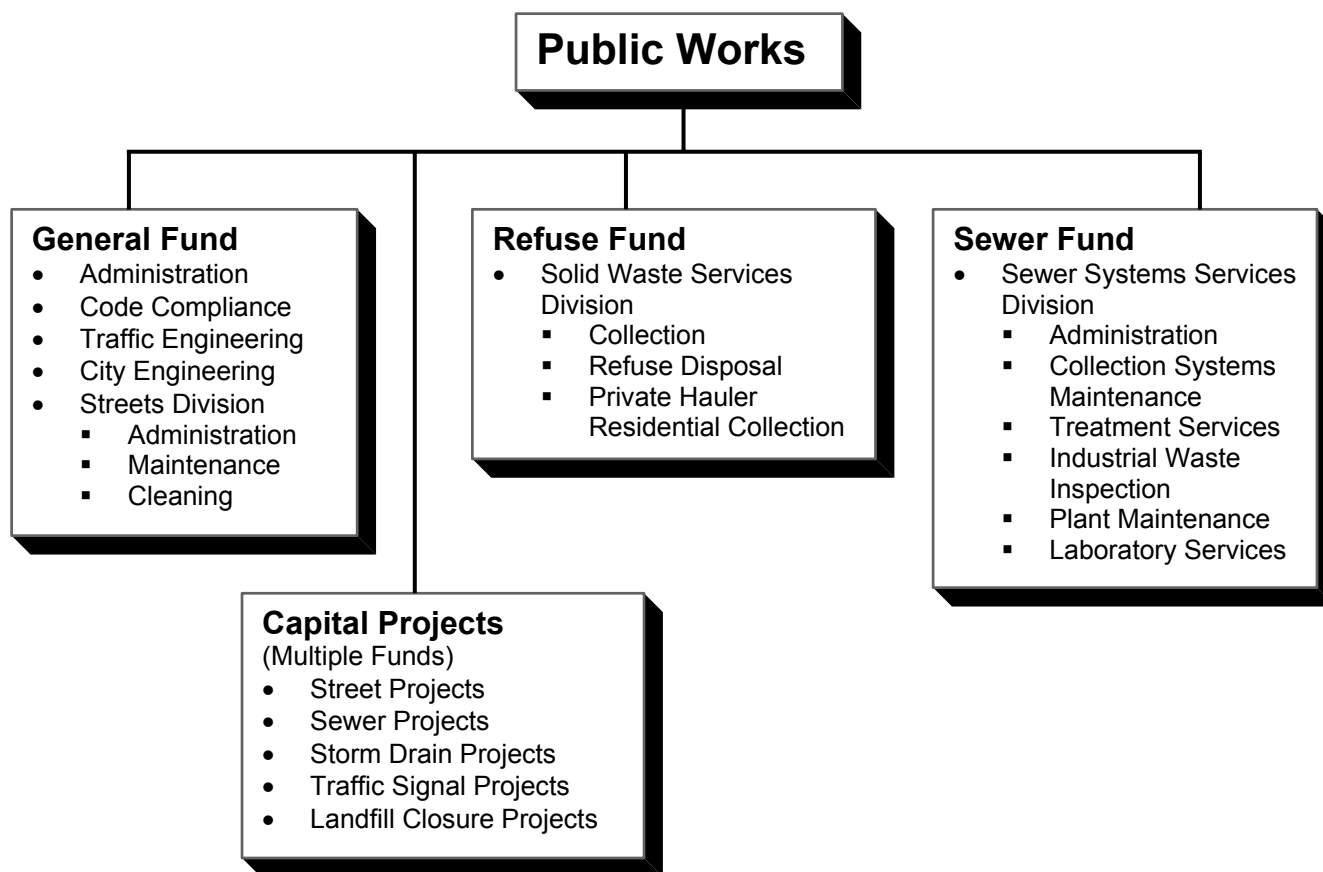 Public Works
General Fund
• Administration
• Code Compliance
• Traffic Engineering
• City Engineering
• Streets Division
▪ Administration
▪ Maintenance
▪ Cleaning
Refuse Fund
• Solid Waste Services
Division
▪ Collection
▪ Refuse Disposal
▪ Private Hauler
Residential Collection
Sewer Fund
• Sewer Systems Services
Division
▪ Administration
▪ Collection Systems
Maintenance
▪ Treatment Services
▪ Industrial Waste
Inspection
▪ Plant Maintenance
▪ Laboratory Services
Capital Projects
(Multiple Funds)
• Street Projects
• Sewer Projects
• Storm Drain Projects
• Traffic Signal Projects
• Landfill Closure Projects